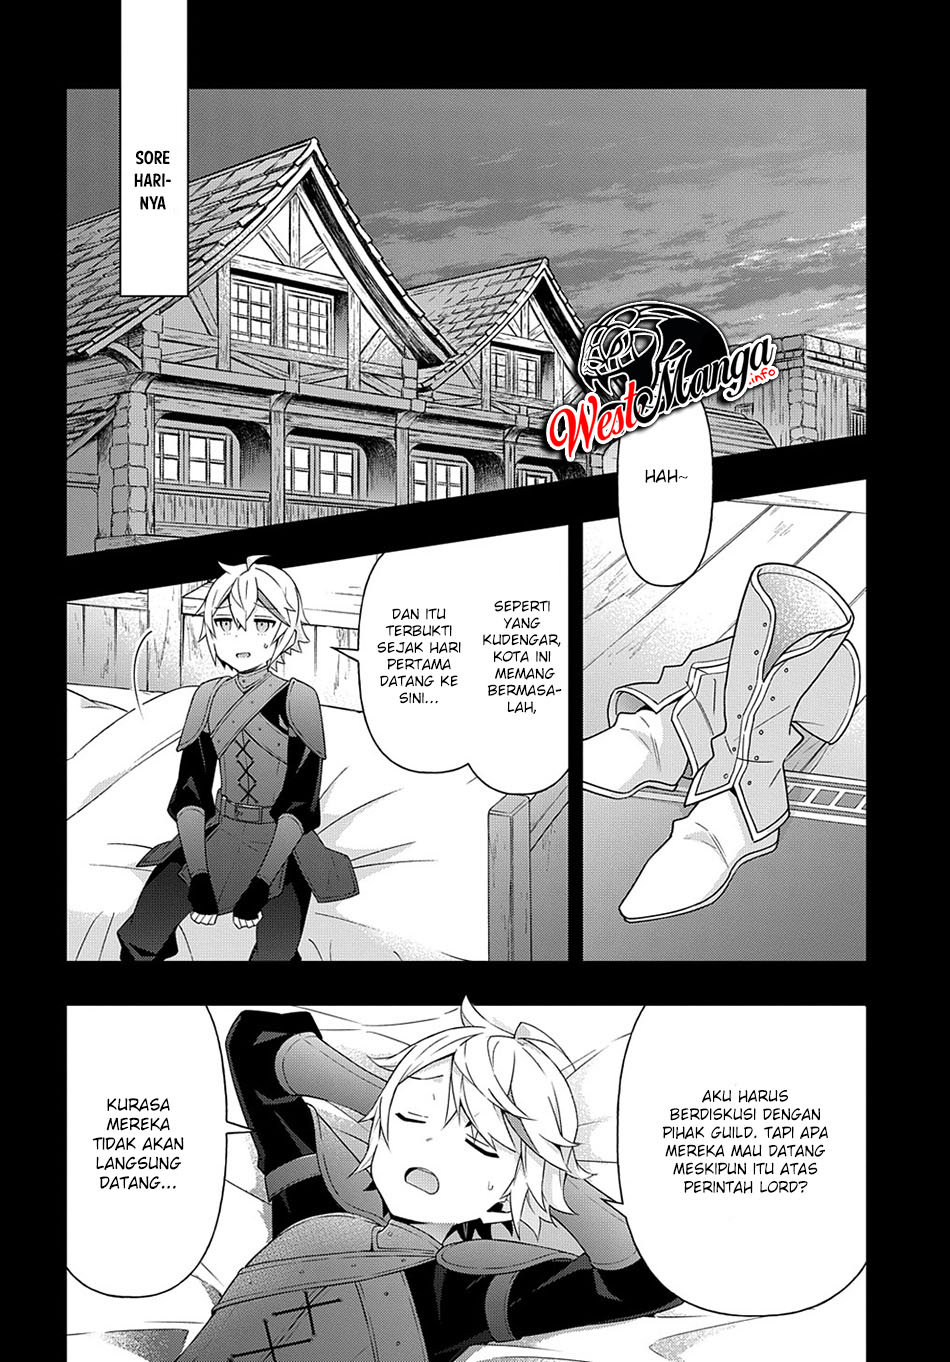 SORE
HARI-
NYA
WestManga
.info
HAH~
SEPERTI
YANG
KUDENGAR,
KOTA INI
MEMANG
BERMASA-
LAH,
DAN ITU
TERBUKTI
SEJAK HARI
PERTAMA
DATANG KE
SINI...
AKU HARUS
BERDISKUSI DENGAN
PIHAK GUILD. TAPI APA
MEREKA MAU DATANG
MESKIPUN ITU ATAS
PERINTAH LORD?
KURASA
MEREKA
TIDAK AKAN
LANGSUNG
DATANG...